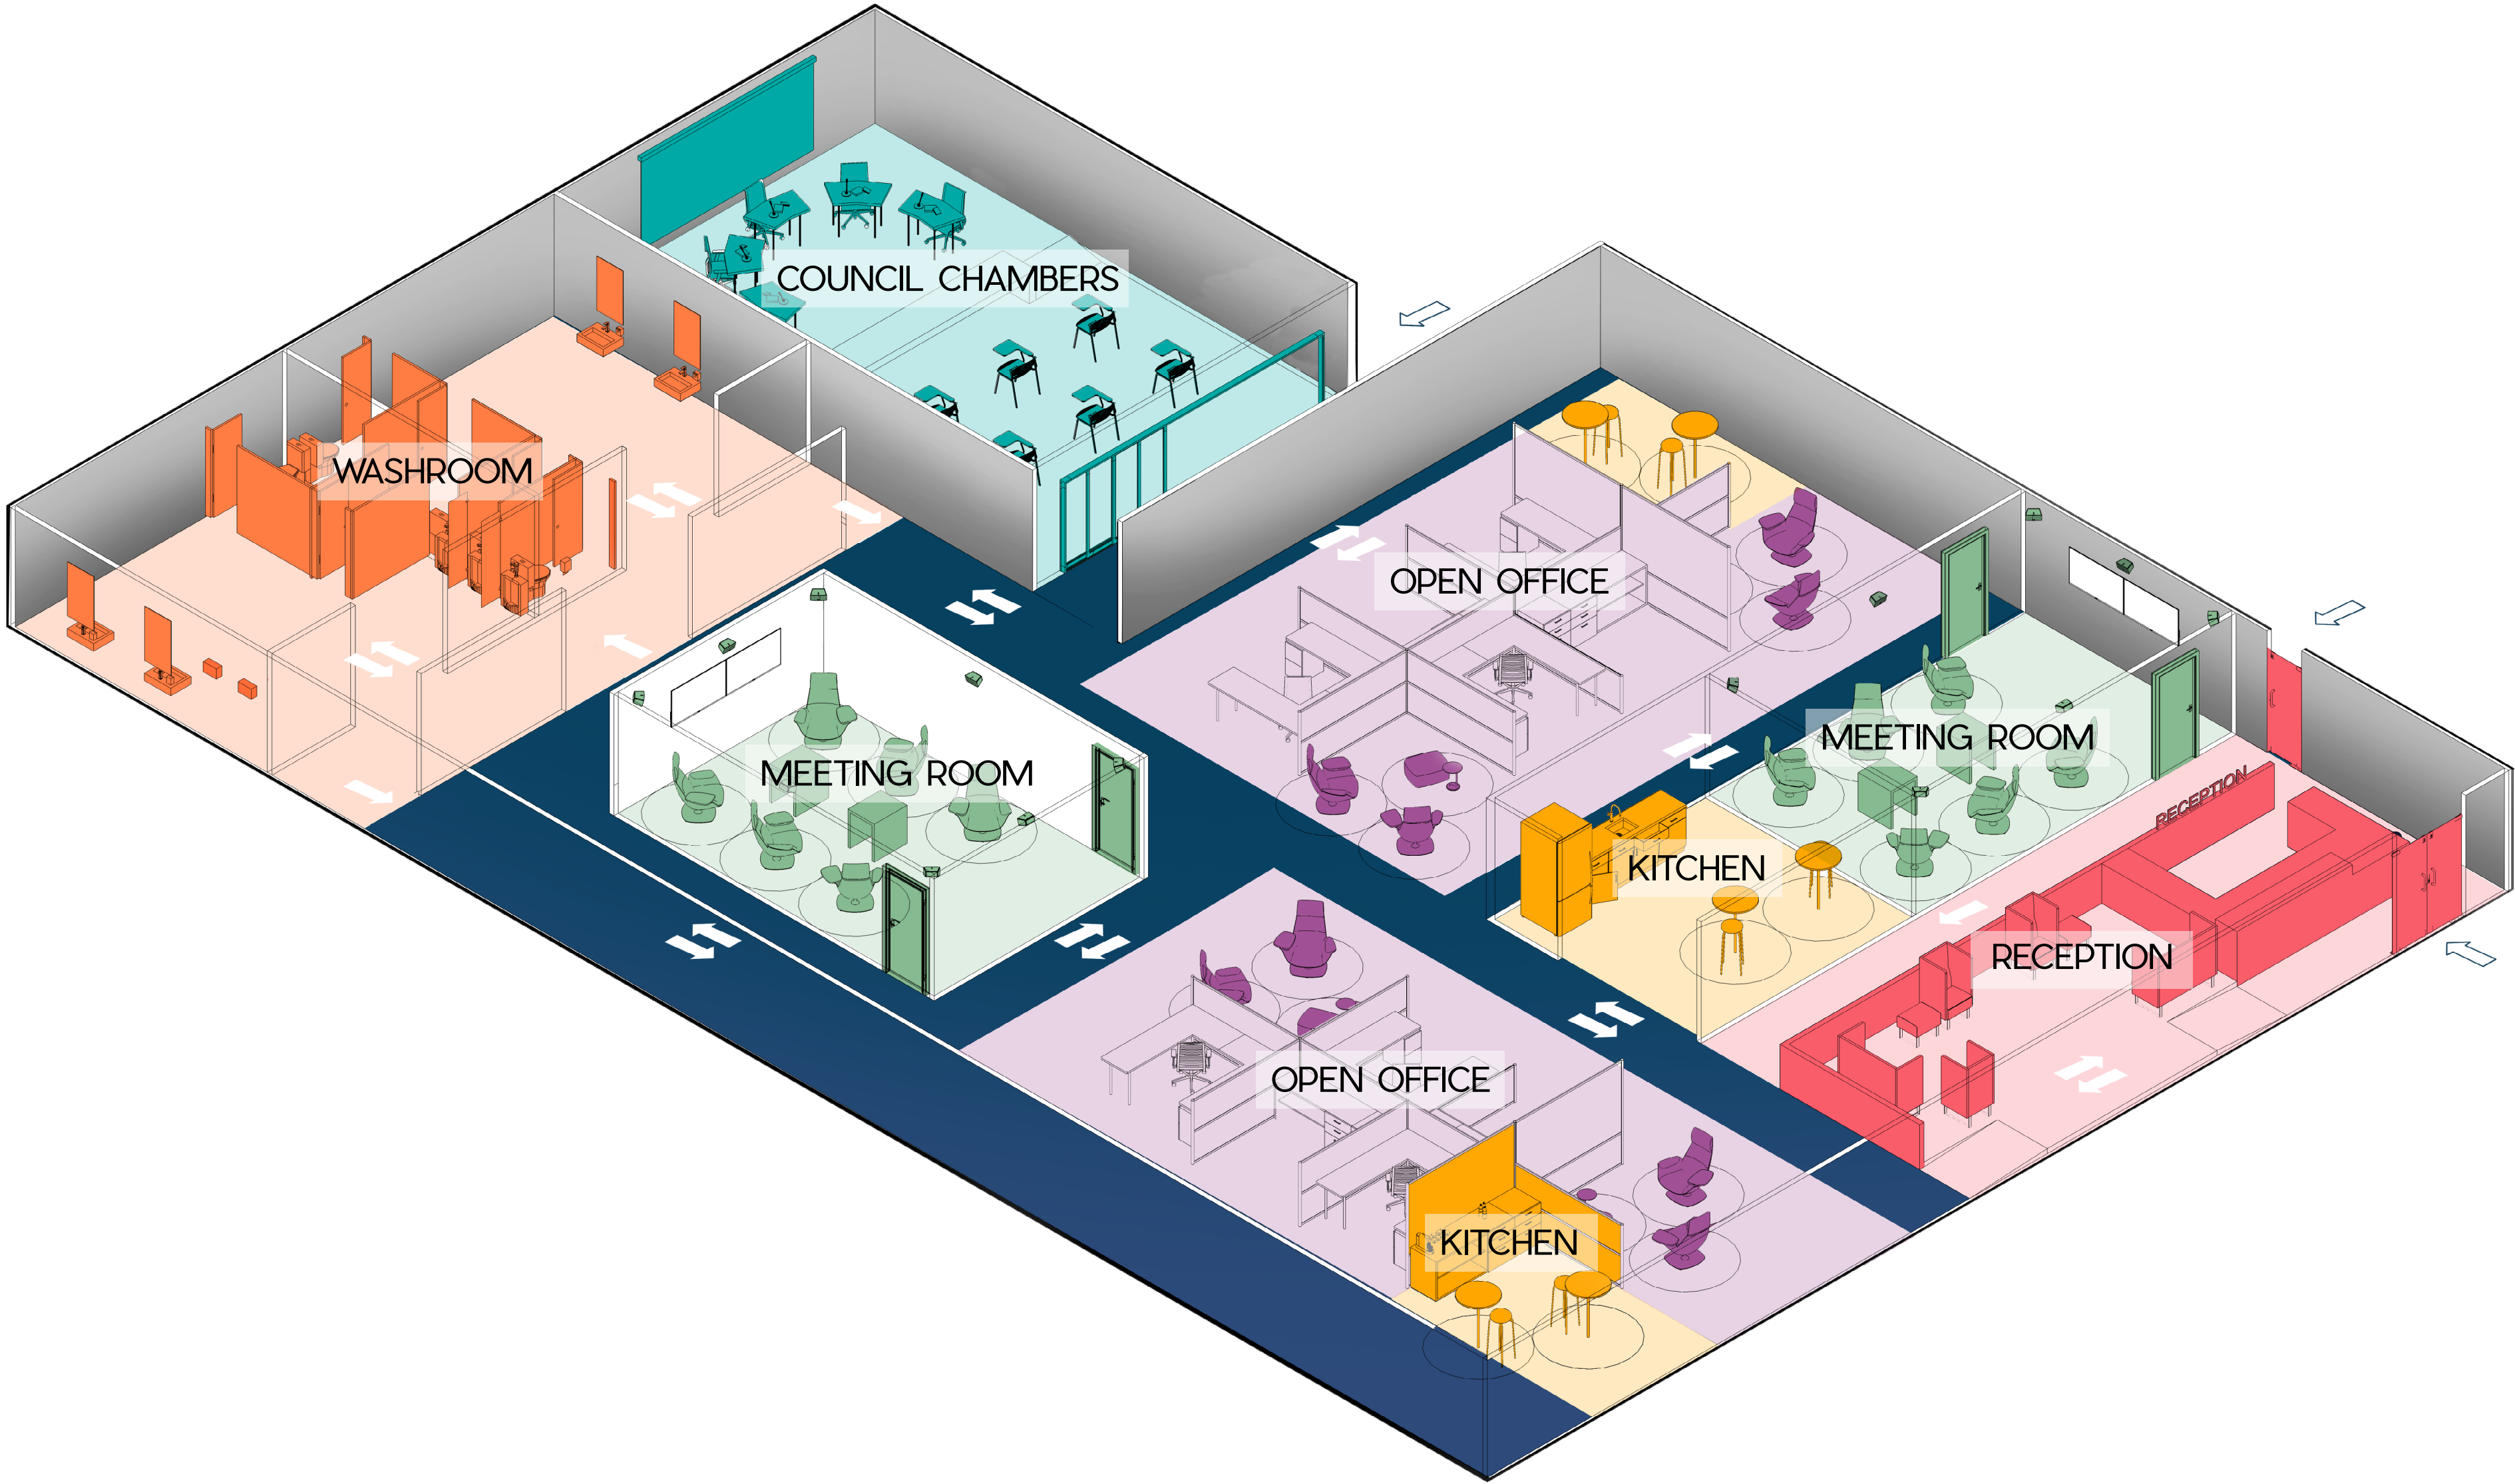 COUNCIL CHAMBERS
WASHROOM
OPEN OFFICE
MEETING ROOM
MEETING ROOM
RECEPTION
KITCHEN
RECEPTION
OPEN OFFICE
KITCHEN